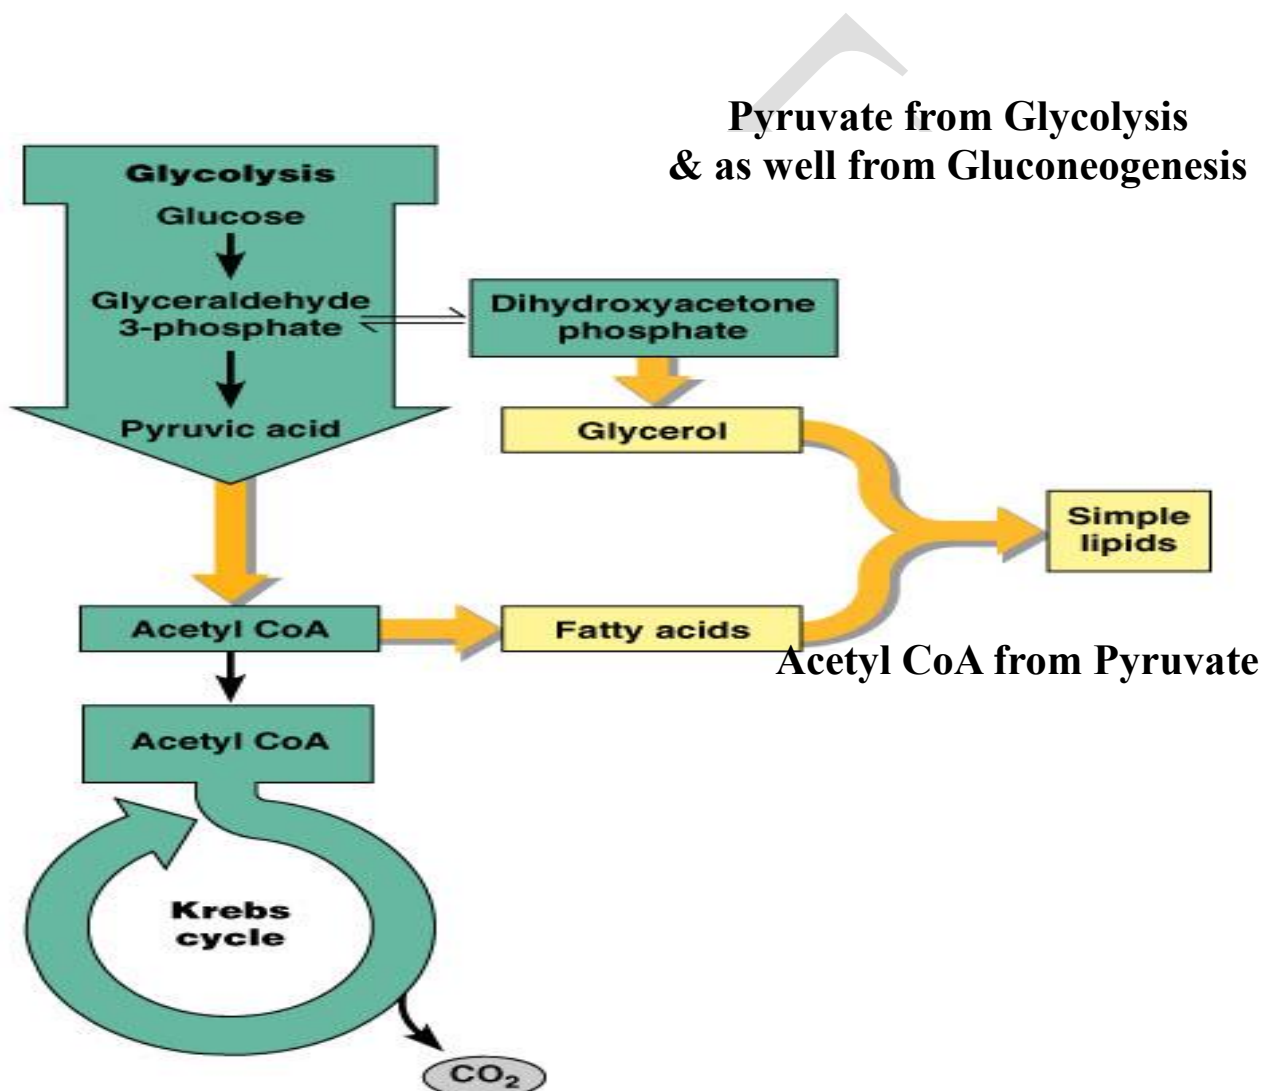 Pyruvate from Glycolysis
& as well from Gluconeogenesis
Glycolysis
Glucose
Glyceraldehyde
3-phosphate
Dihydroxyacetone
phosphate
Pyruvic acid
Glycerol
Simple
lipids
Acetyl CoA
Fatty acids
Acetyl CoA from Pyruvate
Acetyl CoA
Krebs
cycle
CO₂